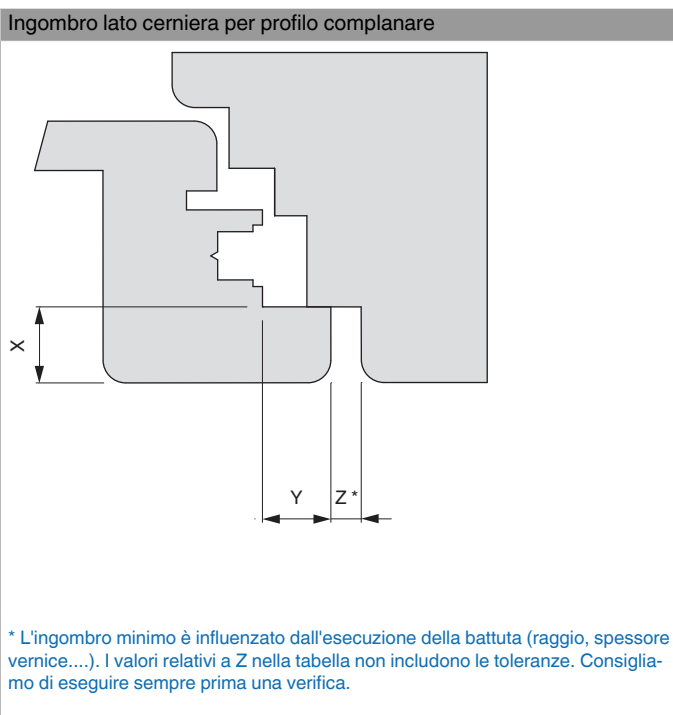 Ingombro lato cerniera per profilo complanare
X
Y
Z *
* L'ingombro minimo è influenzato dall'esecuzione della battuta (raggio, spessore
vernice....). I valori relativi a Z nella tabella non includono le toleranze. Consiglia-
mo di eseguire sempre prima una verifica.